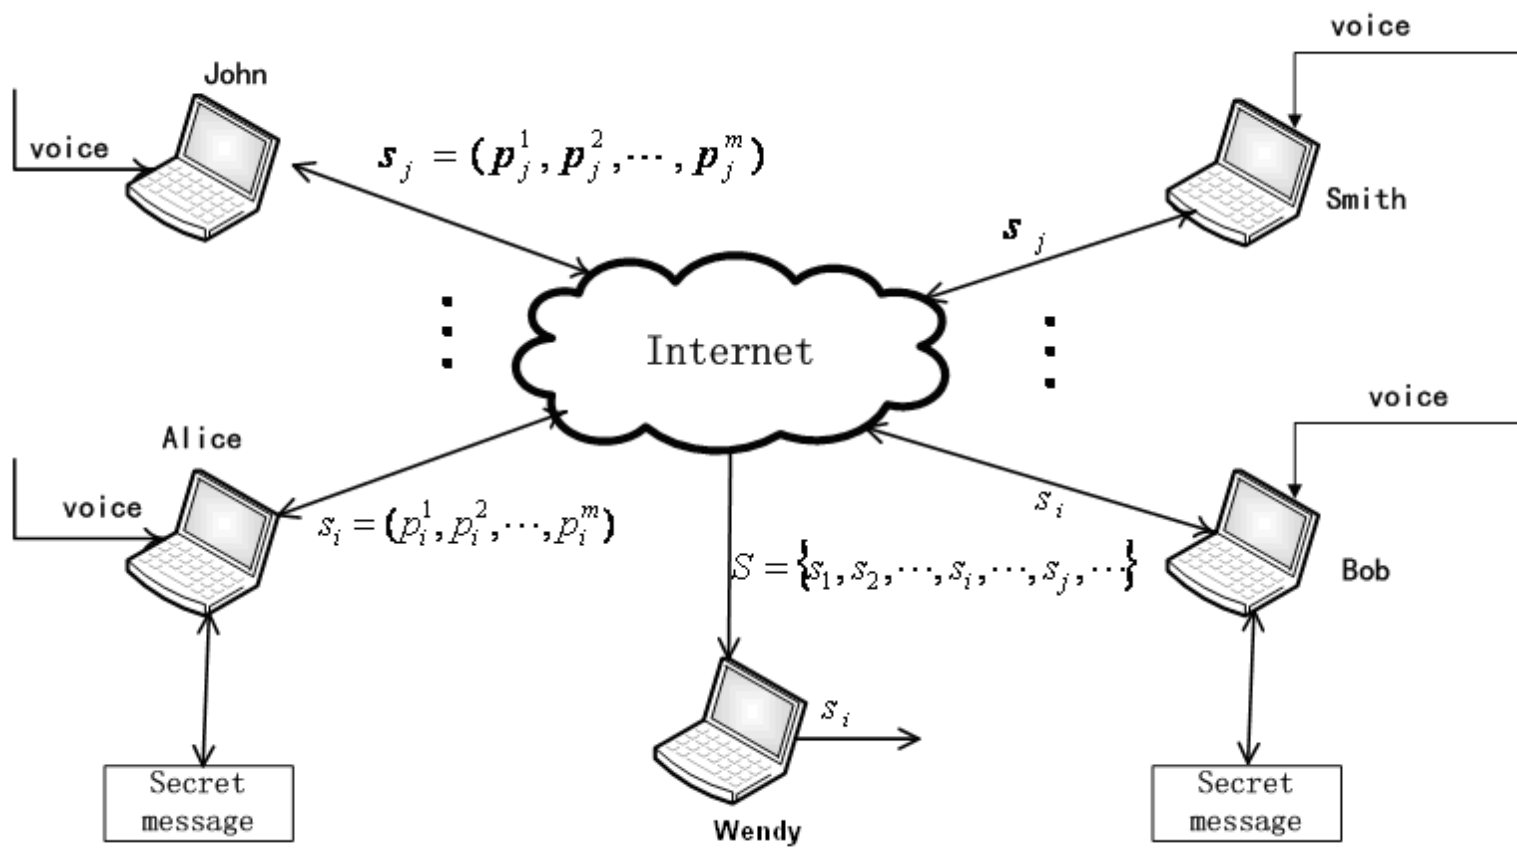 voice
John
voice
s_j = (p_j^1, p_j^2, ⋯, p_j^m)
Smith
s_j
Internet
voice
Alice
voice
s_i
s_i = (p_i^1, p_i^2, ⋯, p_i^m)
S = {s_1, s_2, ⋯, s_i, ⋯, s_j, ⋯}
Bob
s_i
Secret
message
Secret
message
Wendy